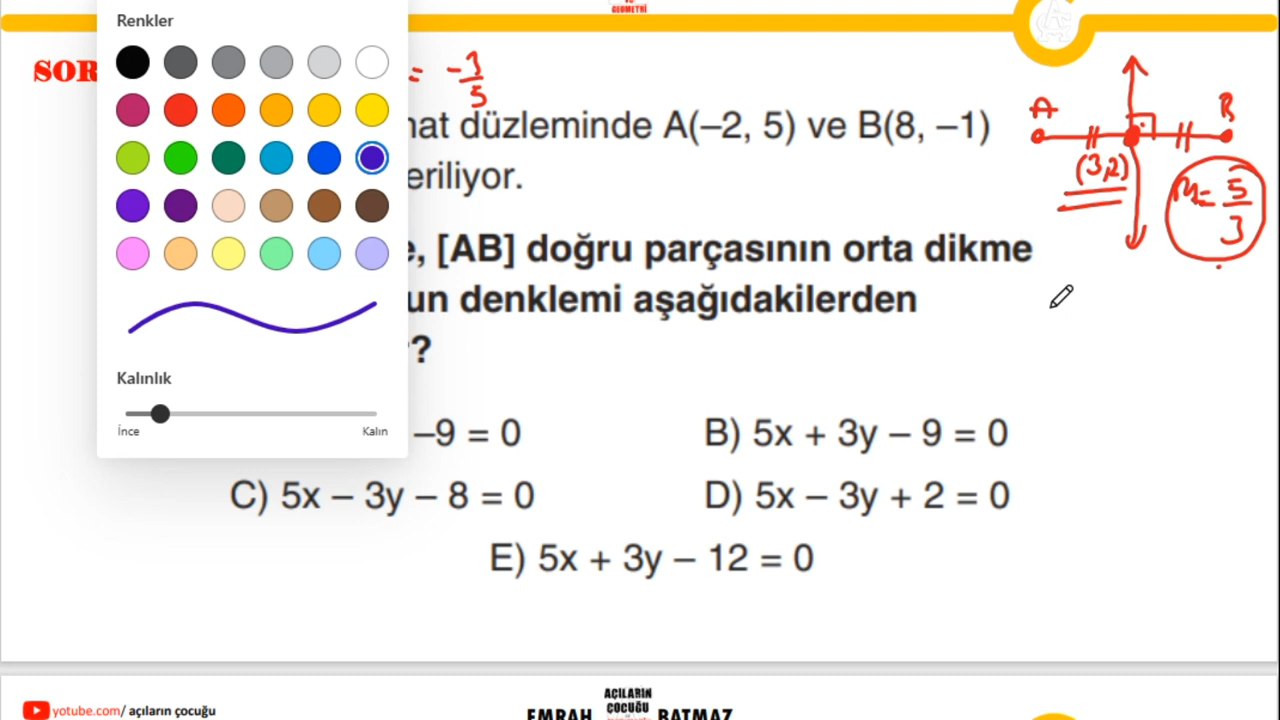 GEOMETRİ
Renkler
SOR
= -3/5
hat düzleminde A(–2, 5) ve B(8, –1)
eriliyor.
A B
(3,2)
m = 5/3
e, [AB] doğru parçasının orta dikme
un denklemi aşağıdakilerden
?
Kalınlık
İnce Kalın
–9 = 0 B) 5x + 3y – 9 = 0
C) 5x – 3y – 8 = 0 D) 5x – 3y + 2 = 0
E) 5x + 3y – 12 = 0
yotube.com/ açıların çocuğu
EMRAH AÇILARIN ÇOCUĞU BATMAZ